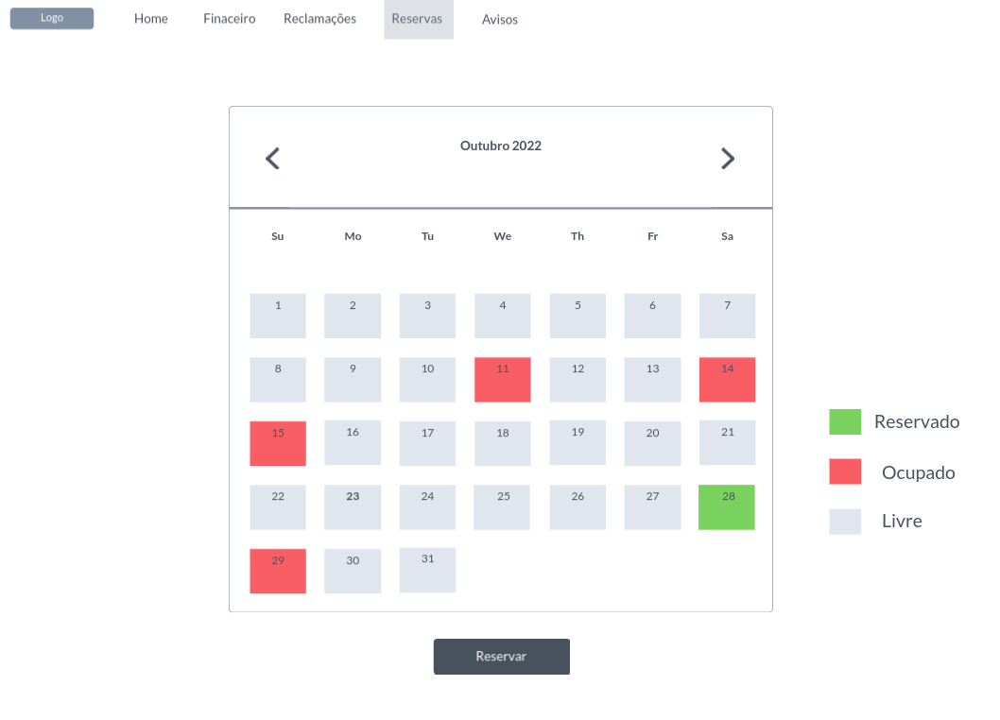 Logo Home Finaceiro Reclamações Reservas Avisos
Outubro 2022
Su Mo Tu We Th Fr Sa
1 2 3 4 5 6 7
8 9 10 11 12 13 14
15 16 17 18 19 20 21
22 23 24 25 26 27 28
29 30 31
Reservado
Ocupado
Livre
Reservar